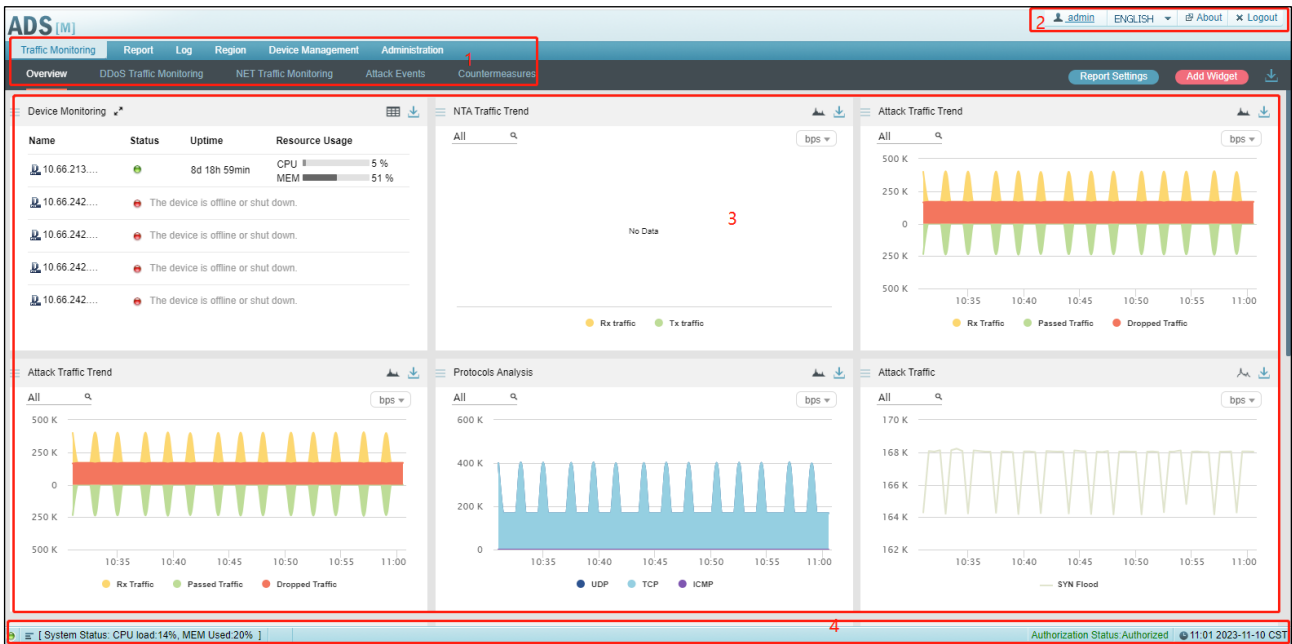 ADS [M]
2 admin ENGLISH About Logout
Traffic Monitoring Report Log Region Device Management Administration
1
Overview DDoS Traffic Monitoring NET Traffic Monitoring Attack Events Countermeasures Report Settings Add Widget
Device Monitoring
Name Status Uptime Resource Usage
10.66.213.... 8d 18h 59min CPU 5 %
MEM 51 %
10.66.242.... The device is offline or shut down.
10.66.242.... The device is offline or shut down.
10.66.242.... The device is offline or shut down.
10.66.242.... The device is offline or shut down.
NTA Traffic Trend
All bps
3
No Data
Rx traffic Tx traffic
Attack Traffic Trend
All bps
500 K
250 K
0
250 K
500 K
10:35 10:40 10:45 10:50 10:55 11:00
Rx Traffic Passed Traffic Dropped Traffic
Attack Traffic Trend
All bps
500 K
250 K
0
250 K
500 K
10:35 10:40 10:45 10:50 10:55 11:00
Rx Traffic Passed Traffic Dropped Traffic
Protocols Analysis
All bps
600 K
400 K
200 K
0
10:35 10:40 10:45 10:50 10:55 11:00
UDP TCP ICMP
Attack Traffic
All bps
170 K
168 K
166 K
164 K
162 K
10:35 10:40 10:45 10:50 10:55 11:00
SYN Flood
4
[ System Status: CPU load:14%, MEM Used:20% ] Authorization Status:Authorized 11:01 2023-11-10 CST